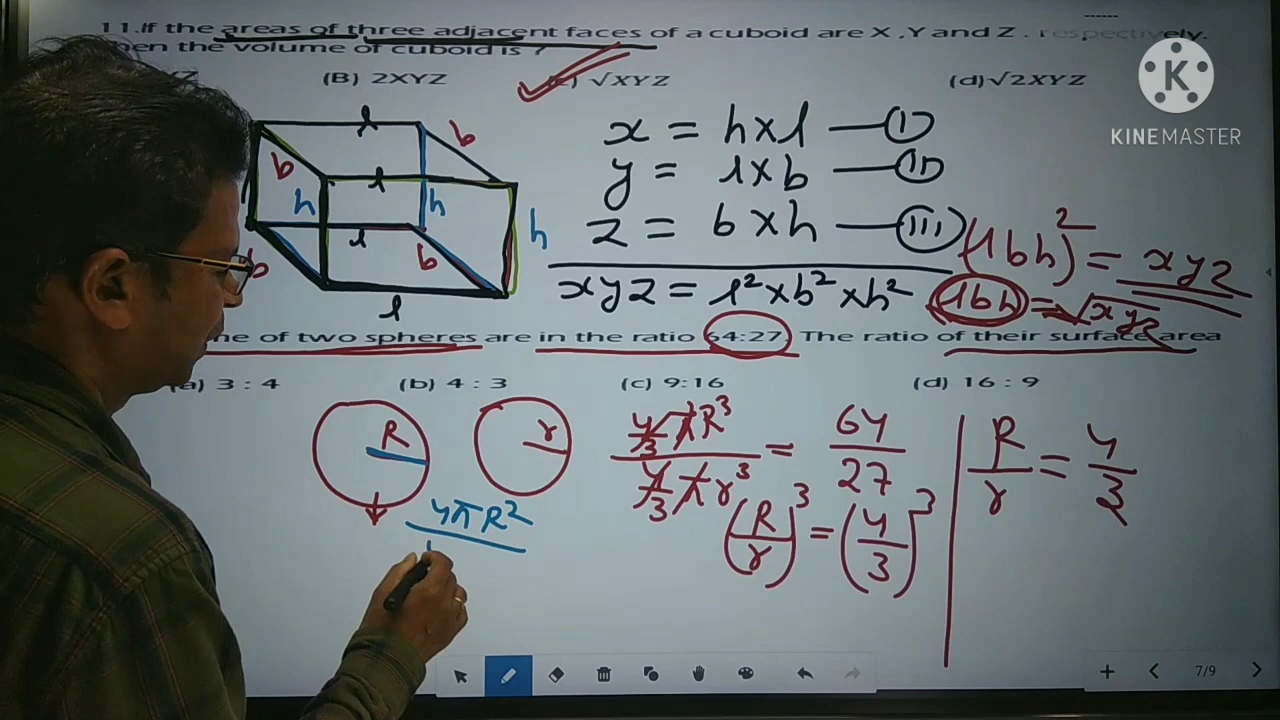 11.If the areas of three adjacent faces of a cuboid are X ,Y and Z . respectively.
then the volume of cuboid is ?
(B) 2XYZ √XYZ (d)√2XYZ
KINEMASTER
l b
b l
h h h
b l b
l
x = h×l — (I)
y = l×b — (II)
z = b×h — (III)
xyz = l²×b²×h²
(lbh)² = xyz
(lbh) = √xyz
of two spheres are in the ratio 64:27 The ratio of their surface area
(a) 3 : 4 (b) 4 : 3 (c) 9:16 (d) 16 : 9
R r
4πR²
4/3 πR³ / 4/3 πr³ = 64/27
(R/r)³ = (4/3)³
R/r = 4/3
7/9